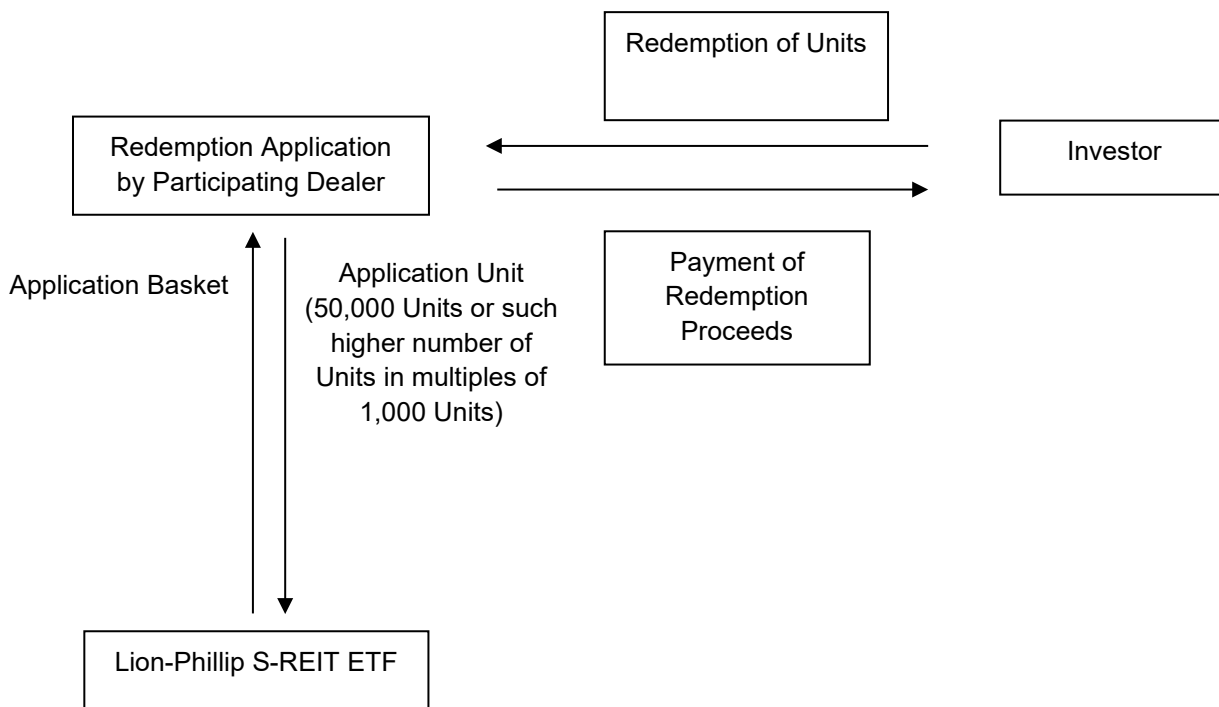 Redemption of Units
Redemption Application
by Participating Dealer
Investor
Application Basket
Application Unit
(50,000 Units or such
higher number of
Units in multiples of
1,000 Units)
Payment of
Redemption
Proceeds
Lion-Phillip S-REIT ETF